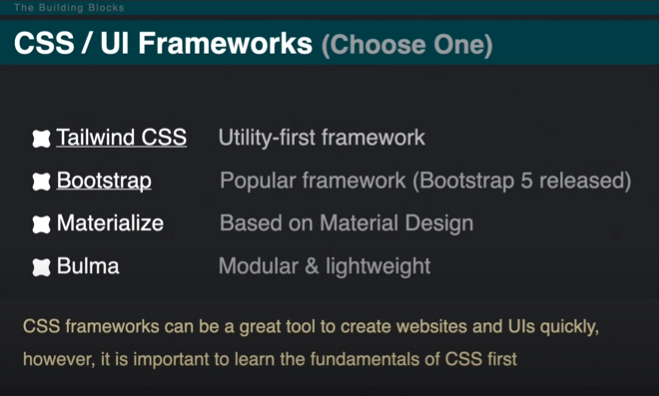 The Building Blocks
CSS / UI Frameworks (Choose One)
Tailwind CSS Utility-first framework
Bootstrap Popular framework (Bootstrap 5 released)
Materialize Based on Material Design
Bulma Modular & lightweight
CSS frameworks can be a great tool to create websites and UIs quickly,
however, it is important to learn the fundamentals of CSS first